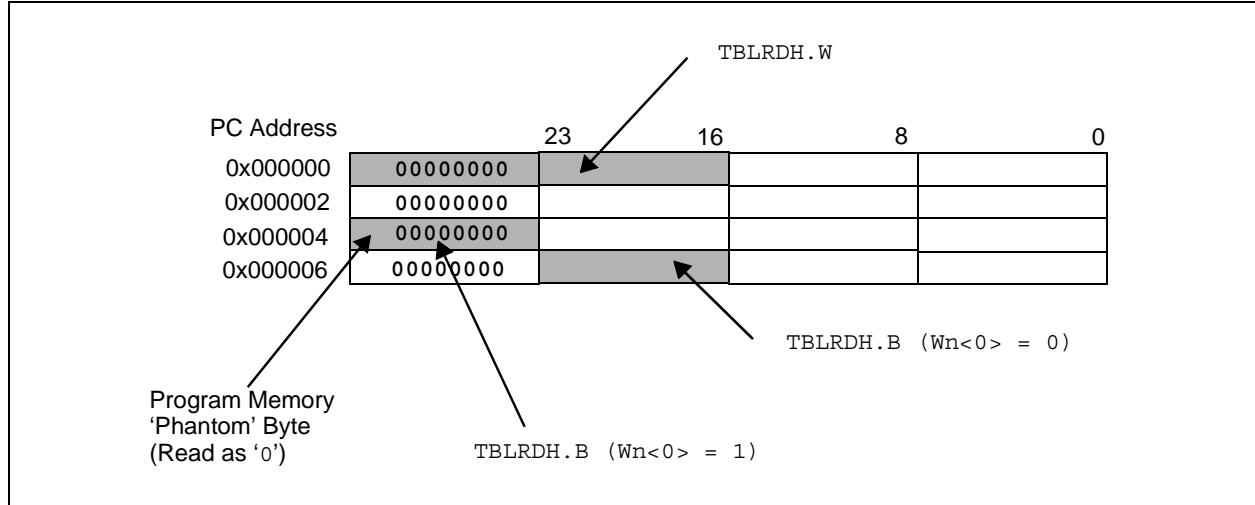 TBLRDH.W
PC Address 23 16 8 0
0x000000 00000000
0x000002 00000000
0x000004 00000000
0x000006 00000000
TBLRDH.B (Wn<0> = 0)
Program Memory
‘Phantom’ Byte
(Read as ‘0’)
TBLRDH.B (Wn<0> = 1)